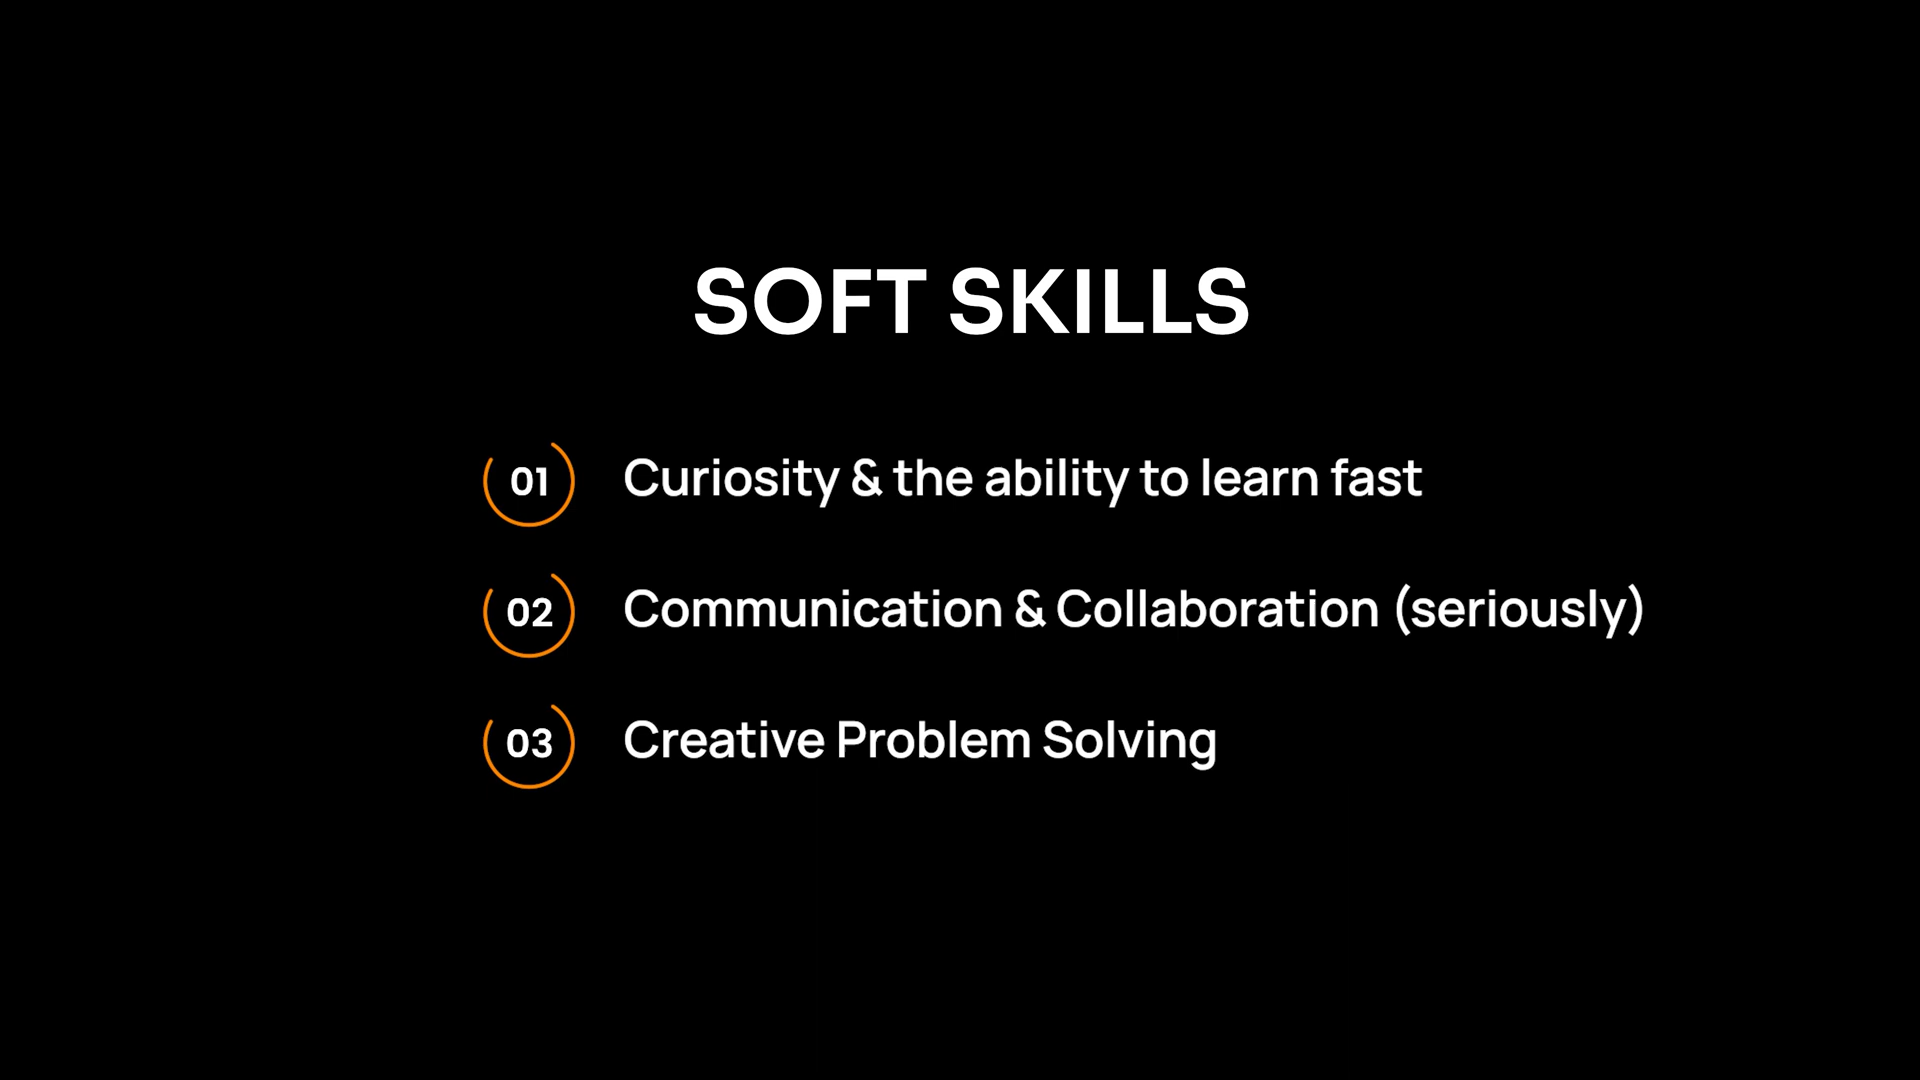 SOFT SKILLS
01 Curiosity & the ability to learn fast
02 Communication & Collaboration (seriously)
03 Creative Problem Solving